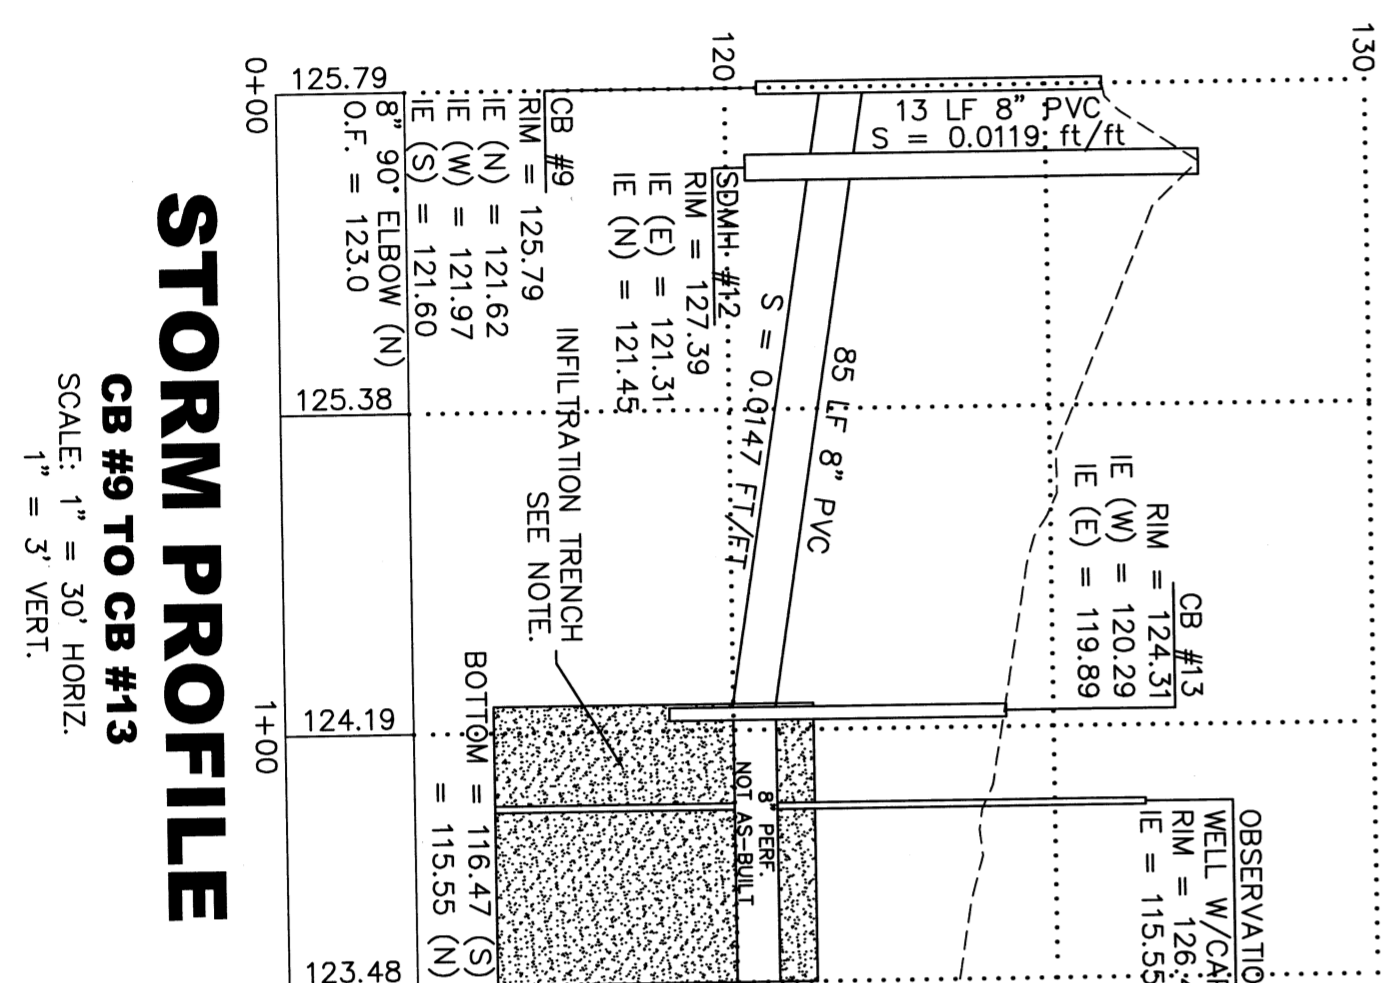 130
120
0+00
125.79
13 LF 8" PVC
S = 0.0119 ft/ft
CB #9
RIM = 125.79
IE (N) = 121.62
IE (W) = 121.97
IE (S) = 121.60
8" 90° ELBOW (N)
O.F. = 123.0
SDMH #12
RIM = 127.39
IE (E) = 121.31
IE (N) = 121.45
85 LF 8" PVC
S = 0.0147 FT/FT
125.38
INFILTRATION TRENCH
SEE NOTE.
CB #13
RIM = 124.31
IE (W) = 120.29
IE (E) = 119.89
1+00
124.19
BOTTOM = 116.47 (S)
= 115.55 (N)
8" PERF.
NOT AS-BUILT
OBSERVATIO
WELL W/CAP
RIM = 126.
IE = 115.55
123.48
STORM PROFILE
CB #9 TO CB #13
SCALE: 1" = 30' HORIZ.
1" = 3' VERT.